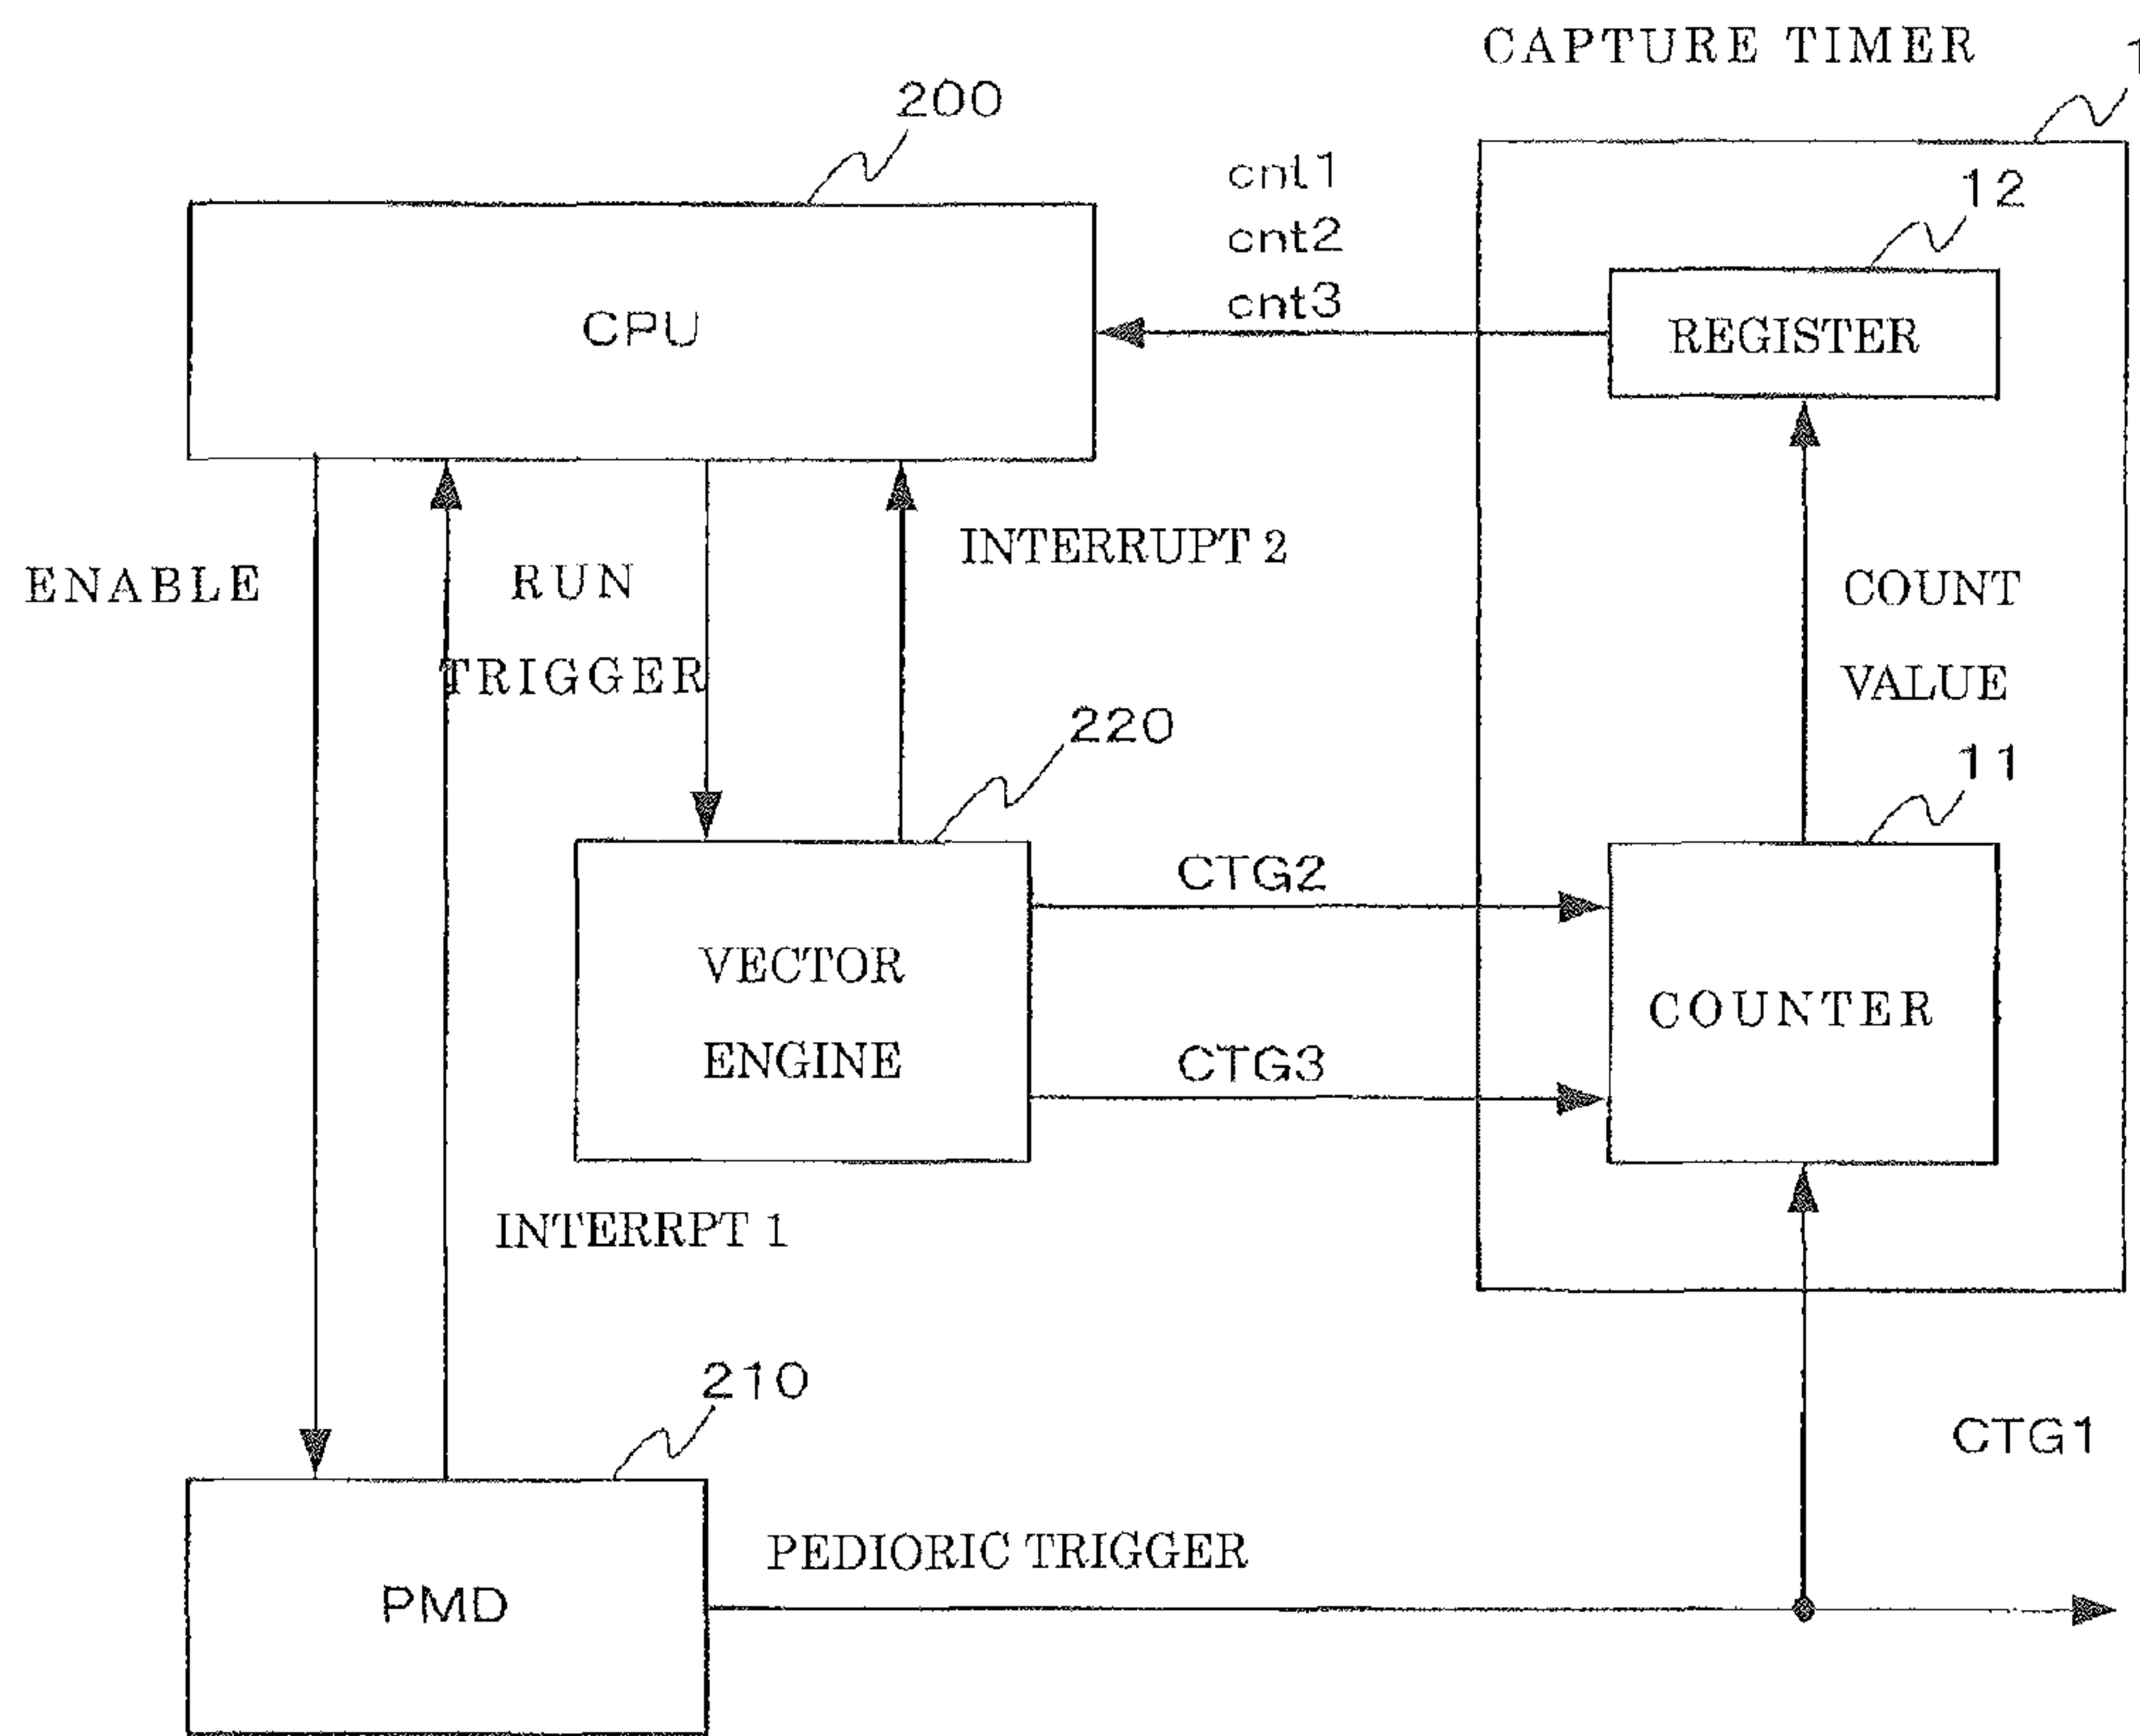 CAPTURE TIMER
1
200
cnt1
12
cnt2
CPU
cnt3
REGISTER
ENABLE
RUN
TRIGGER
INTERRUPT 2
COUNT
VALUE
220
11
CTG2
VECTOR
ENGINE
COUNTER
CTG3
INTERRPT 1
210
CTG1
PEDIORIC TRIGGER
PMD